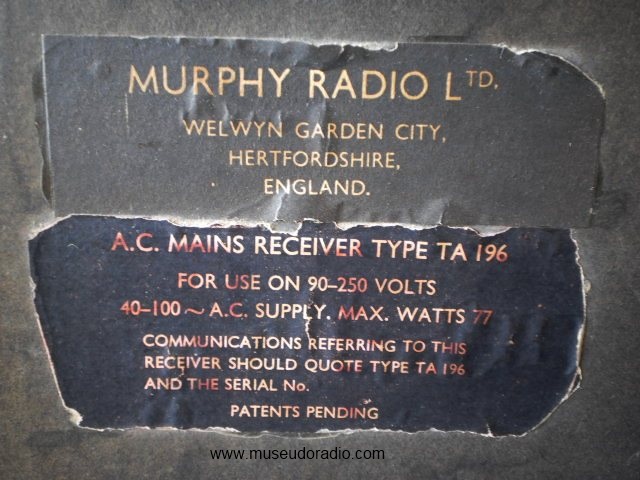 MURPHY RADIO LTD.
WELWYN GARDEN CITY,
HERTFORDSHIRE,
ENGLAND.
A.C. MAINS RECEIVER TYPE TA 196
FOR USE ON 90–250 VOLTS
40–100 ~ A.C. SUPPLY. MAX. WATTS 77
COMMUNICATIONS REFERRING TO THIS
RECEIVER SHOULD QUOTE TYPE TA 196
AND THE SERIAL No.
PATENTS PENDING
www.museudoradio.com